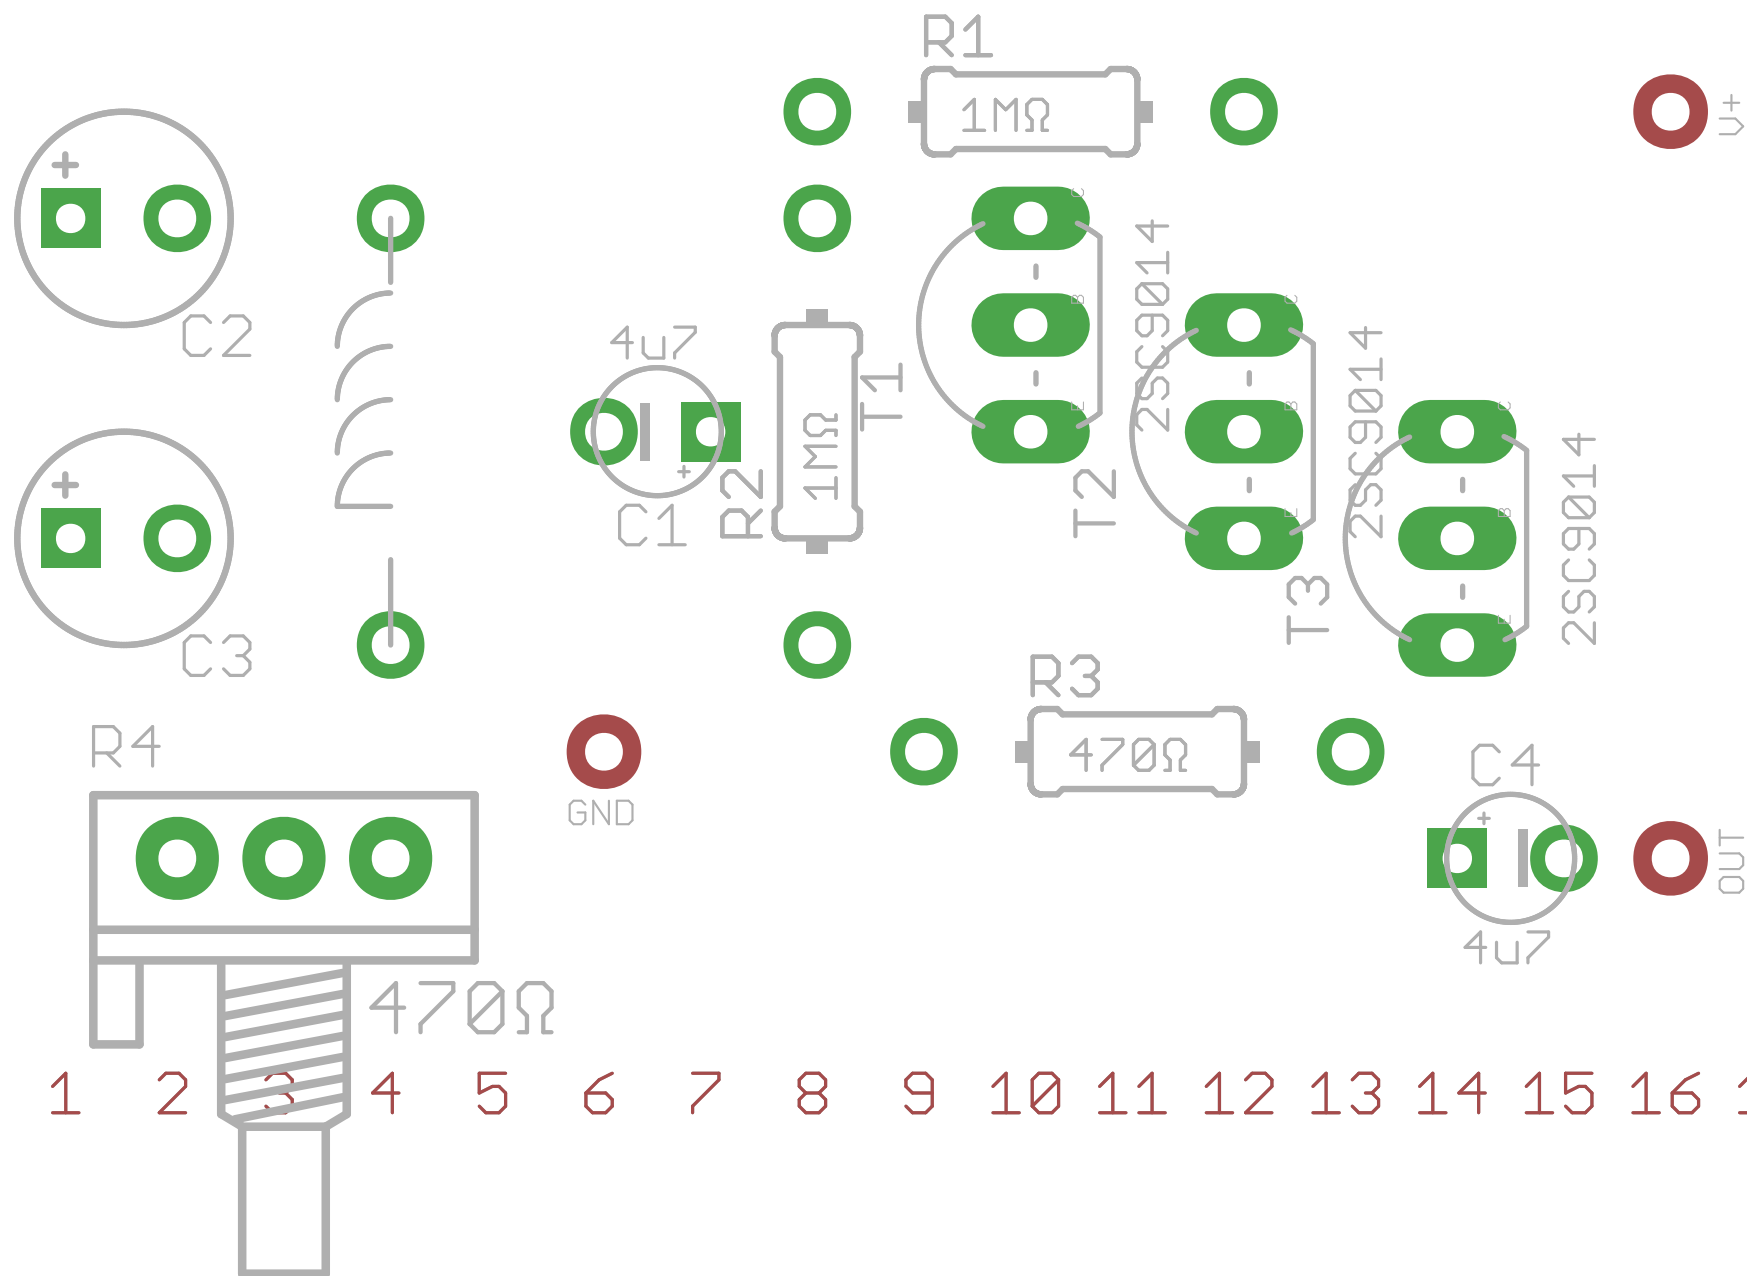 R1
1MΩ
V+
+
C2
C
B
E
2SC9014
T1
4u7
+
C1
R2
1MΩ
C
B
E
2SC9014
T2
C
B
E
2SC9014
T3
+
C3
R3
470Ω
R4
GND
C4
+
4u7
OUT
470Ω
1 2 3 4 5 6 7 8 9 10 11 12 13 14 15 16